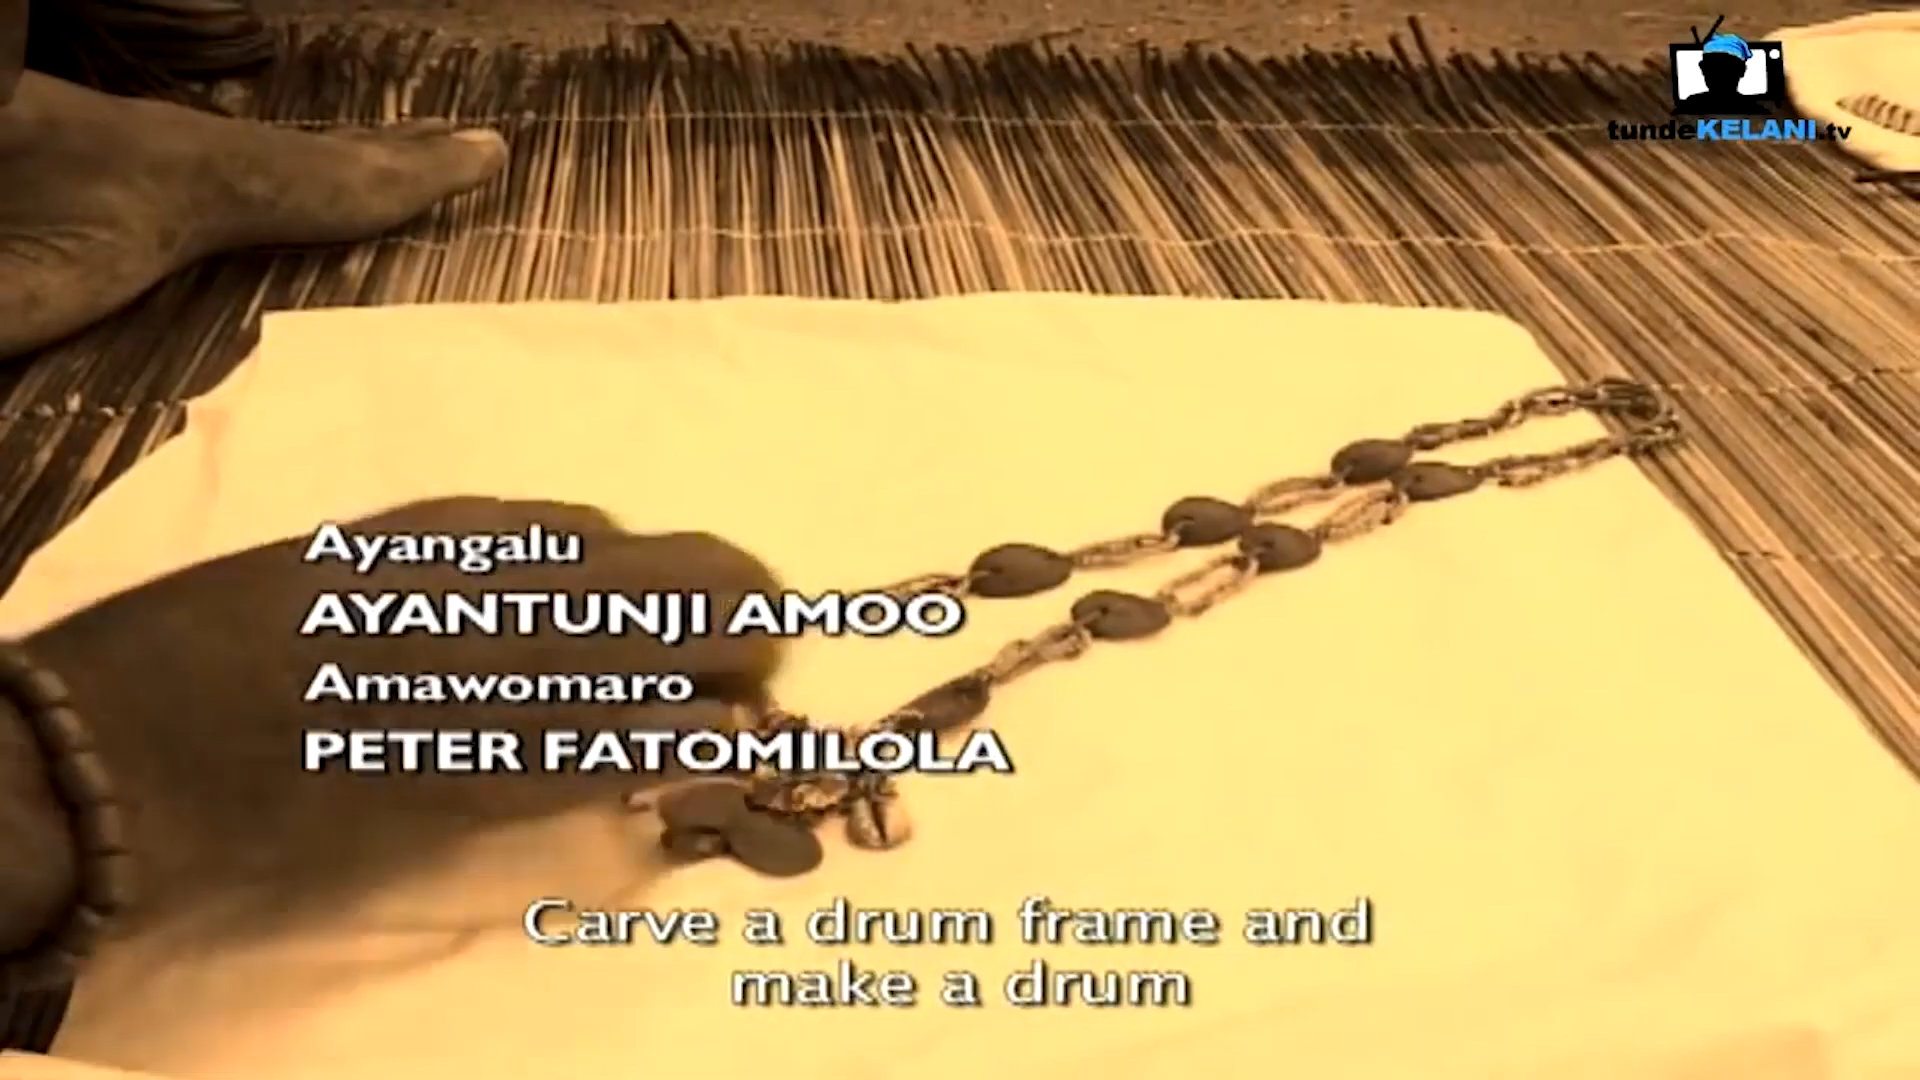 tundeKELANI.tv
Ayangalu
AYANTUNJI AMOO
Amawomaro
PETER FATOMILOLA
Carve a drum frame and
make a drum